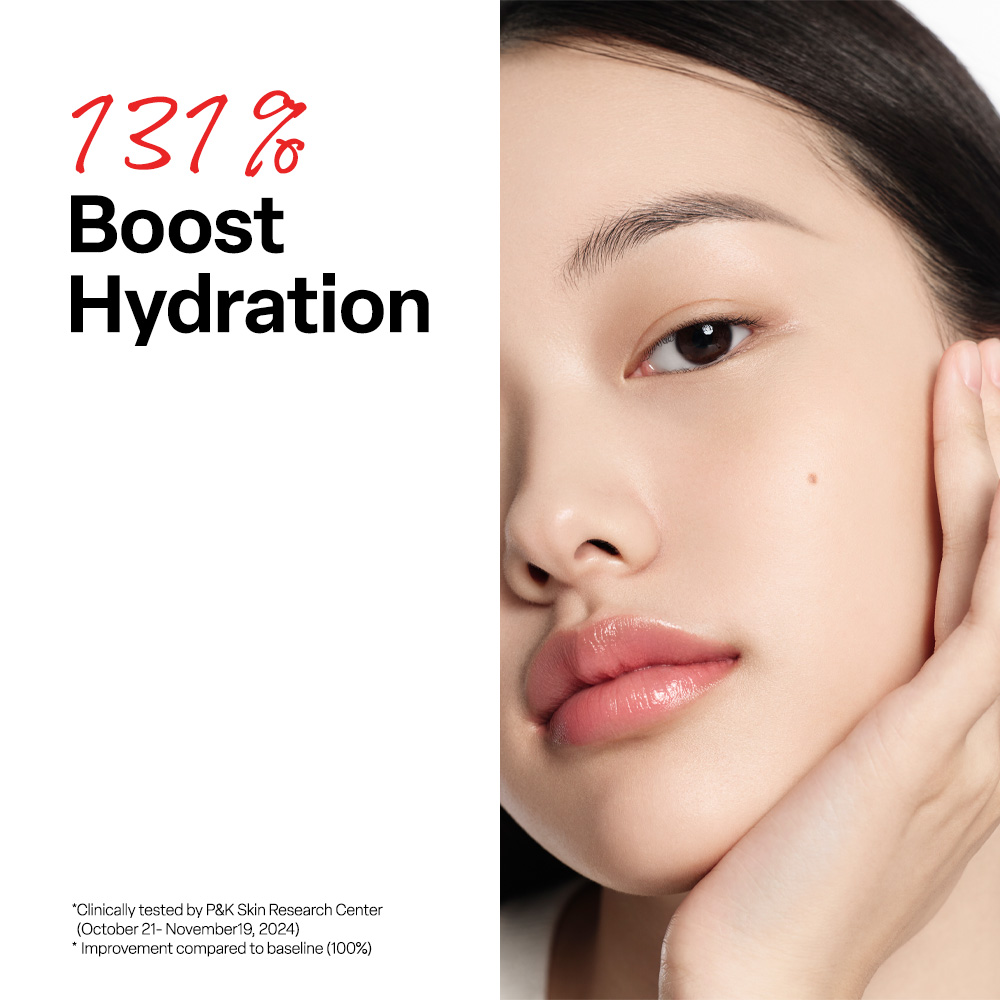 131%
Boost
Hydration
*Clinically tested by P&K Skin Research Center
(October 21- November19, 2024)
* Improvement compared to baseline (100%)